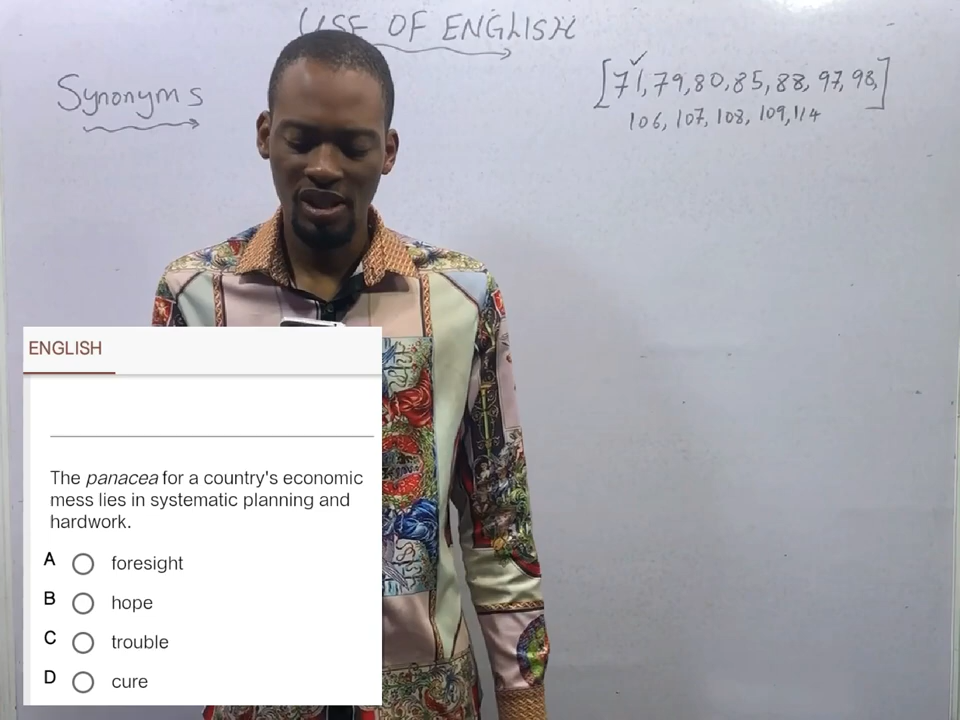 USE OF ENGLISH
Synonyms
[71, 79, 80, 85, 88, 97, 98,]
106, 107, 108, 109, 114
ENGLISH
The panacea for a country's economic
mess lies in systematic planning and
hardwork.
A foresight
B hope
C trouble
D cure